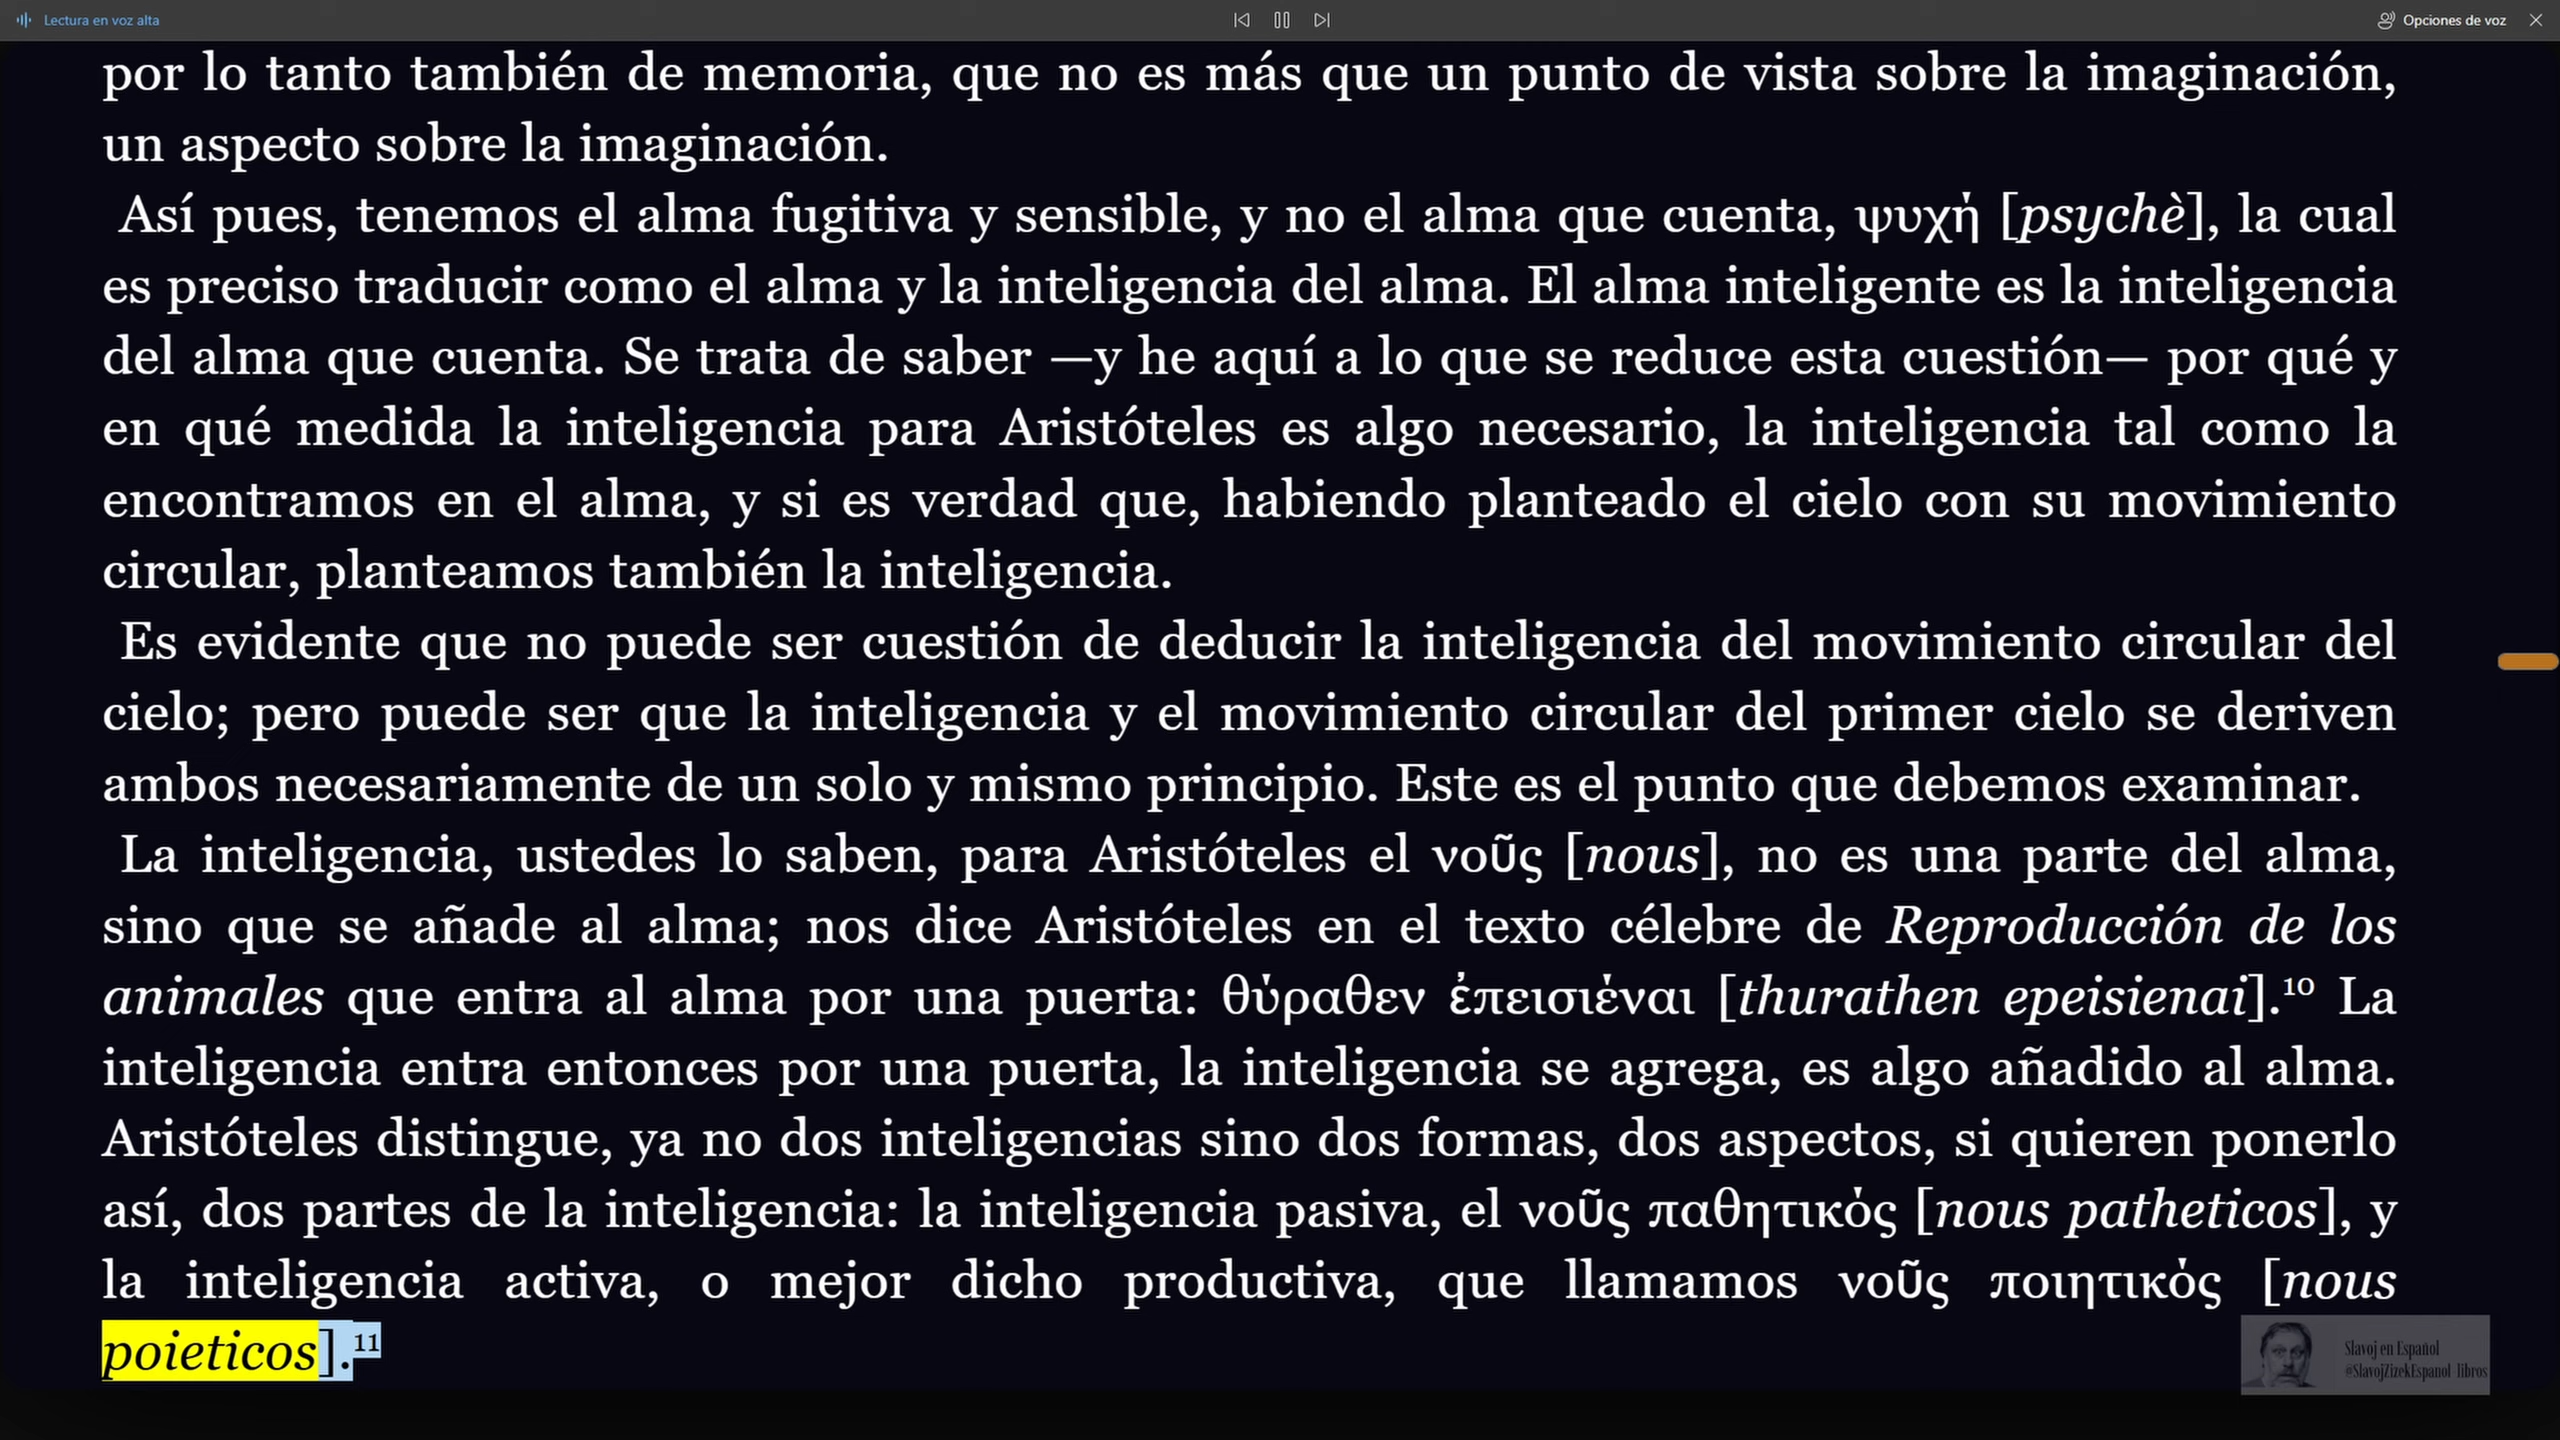 Lectura en voz alta
Opciones de voz
por lo tanto también de memoria, que no es más que un punto de vista sobre la imaginación,
un aspecto sobre la imaginación.
Así pues, tenemos el alma fugitiva y sensible, y no el alma que cuenta, ψυχή [psychè], la cual
es preciso traducir como el alma y la inteligencia del alma. El alma inteligente es la inteligencia
del alma que cuenta. Se trata de saber —y he aquí a lo que se reduce esta cuestión— por qué y
en qué medida la inteligencia para Aristóteles es algo necesario, la inteligencia tal como la
encontramos en el alma, y si es verdad que, habiendo planteado el cielo con su movimiento
circular, planteamos también la inteligencia.
Es evidente que no puede ser cuestión de deducir la inteligencia del movimiento circular del
cielo; pero puede ser que la inteligencia y el movimiento circular del primer cielo se deriven
ambos necesariamente de un solo y mismo principio. Este es el punto que debemos examinar.
La inteligencia, ustedes lo saben, para Aristóteles el νοῦς [nous], no es una parte del alma,
sino que se añade al alma; nos dice Aristóteles en el texto célebre de Reproducción de los
animales que entra al alma por una puerta: θύραθεν ἐπεισιέναι [thurathen epeisienai].¹⁰ La
inteligencia entra entonces por una puerta, la inteligencia se agrega, es algo añadido al alma.
Aristóteles distingue, ya no dos inteligencias sino dos formas, dos aspectos, si quieren ponerlo
así, dos partes de la inteligencia: la inteligencia pasiva, el νοῦς παθητικός [nous patheticos], y
la inteligencia activa, o mejor dicho productiva, que llamamos νοῦς ποιητικός [nous
poieticos].¹¹
Slavoj en Español
@SlavojZizekEspanol libros